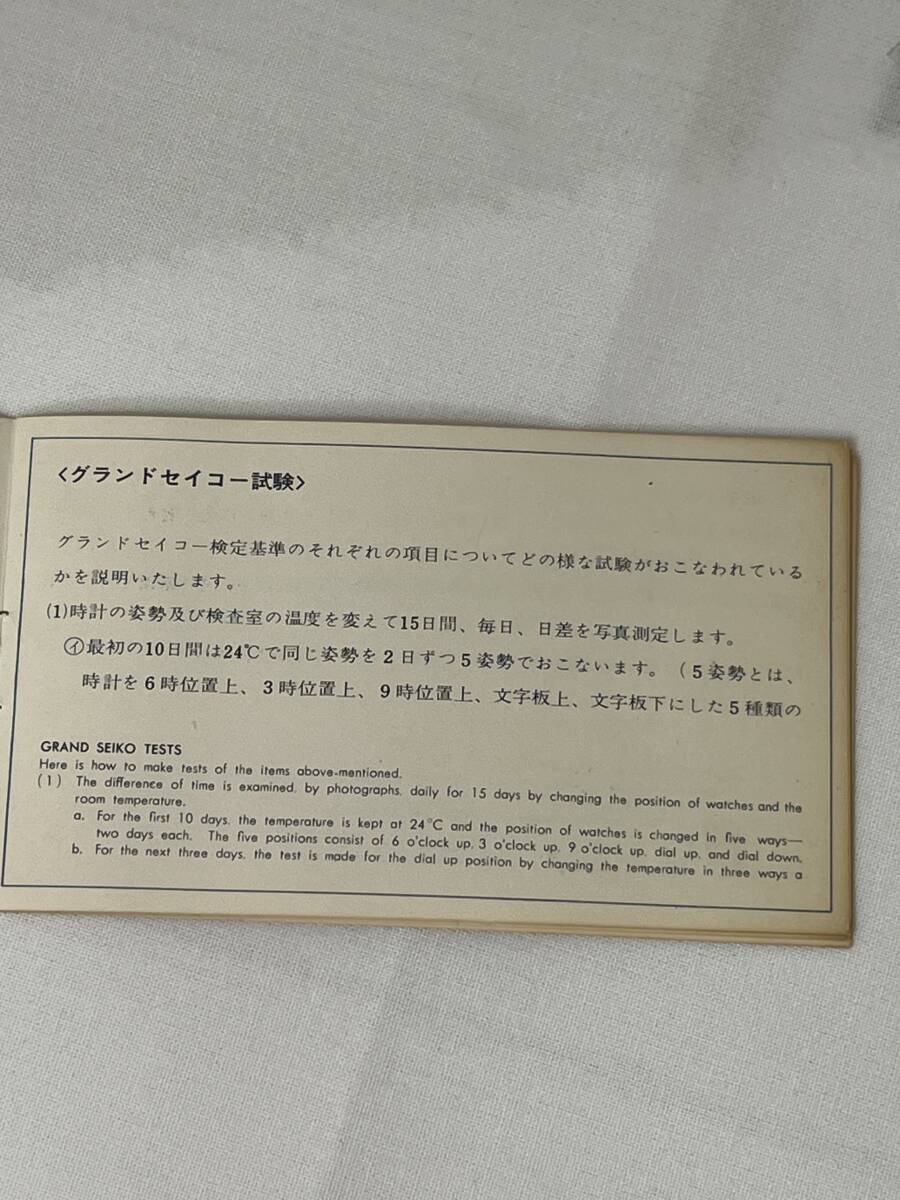 <グランドセイコー試験>
グランドセイコー検定基準のそれぞれの項目についてどの様な試験がおこなわれている
かを説明いたします。
(1)時計の姿勢及び検査室の温度を変えて15日間、毎日、日差を写真測定します。
㋑最初の10日間は24℃で同じ姿勢を2日ずつ5姿勢でおこないます。(5姿勢とは、
時計を6時位置上、3時位置上、9時位置上、文字板上、文字板下にした5種類の
GRAND SEIKO TESTS
Here is how to make tests of the items above-mentioned.
(1) The difference of time is examined, by photographs, daily for 15 days by changing the position of watches and the
room temperature.
a. For the first 10 days, the temperature is kept at 24°C and the position of watches is changed in five ways—
two days each. The five positions consist of 6 o'clock up, 3 o'clock up, 9 o'clock up, dial up, and dial down.
b. For the next three days, the test is made for the dial up position by changing the temperature in three ways a